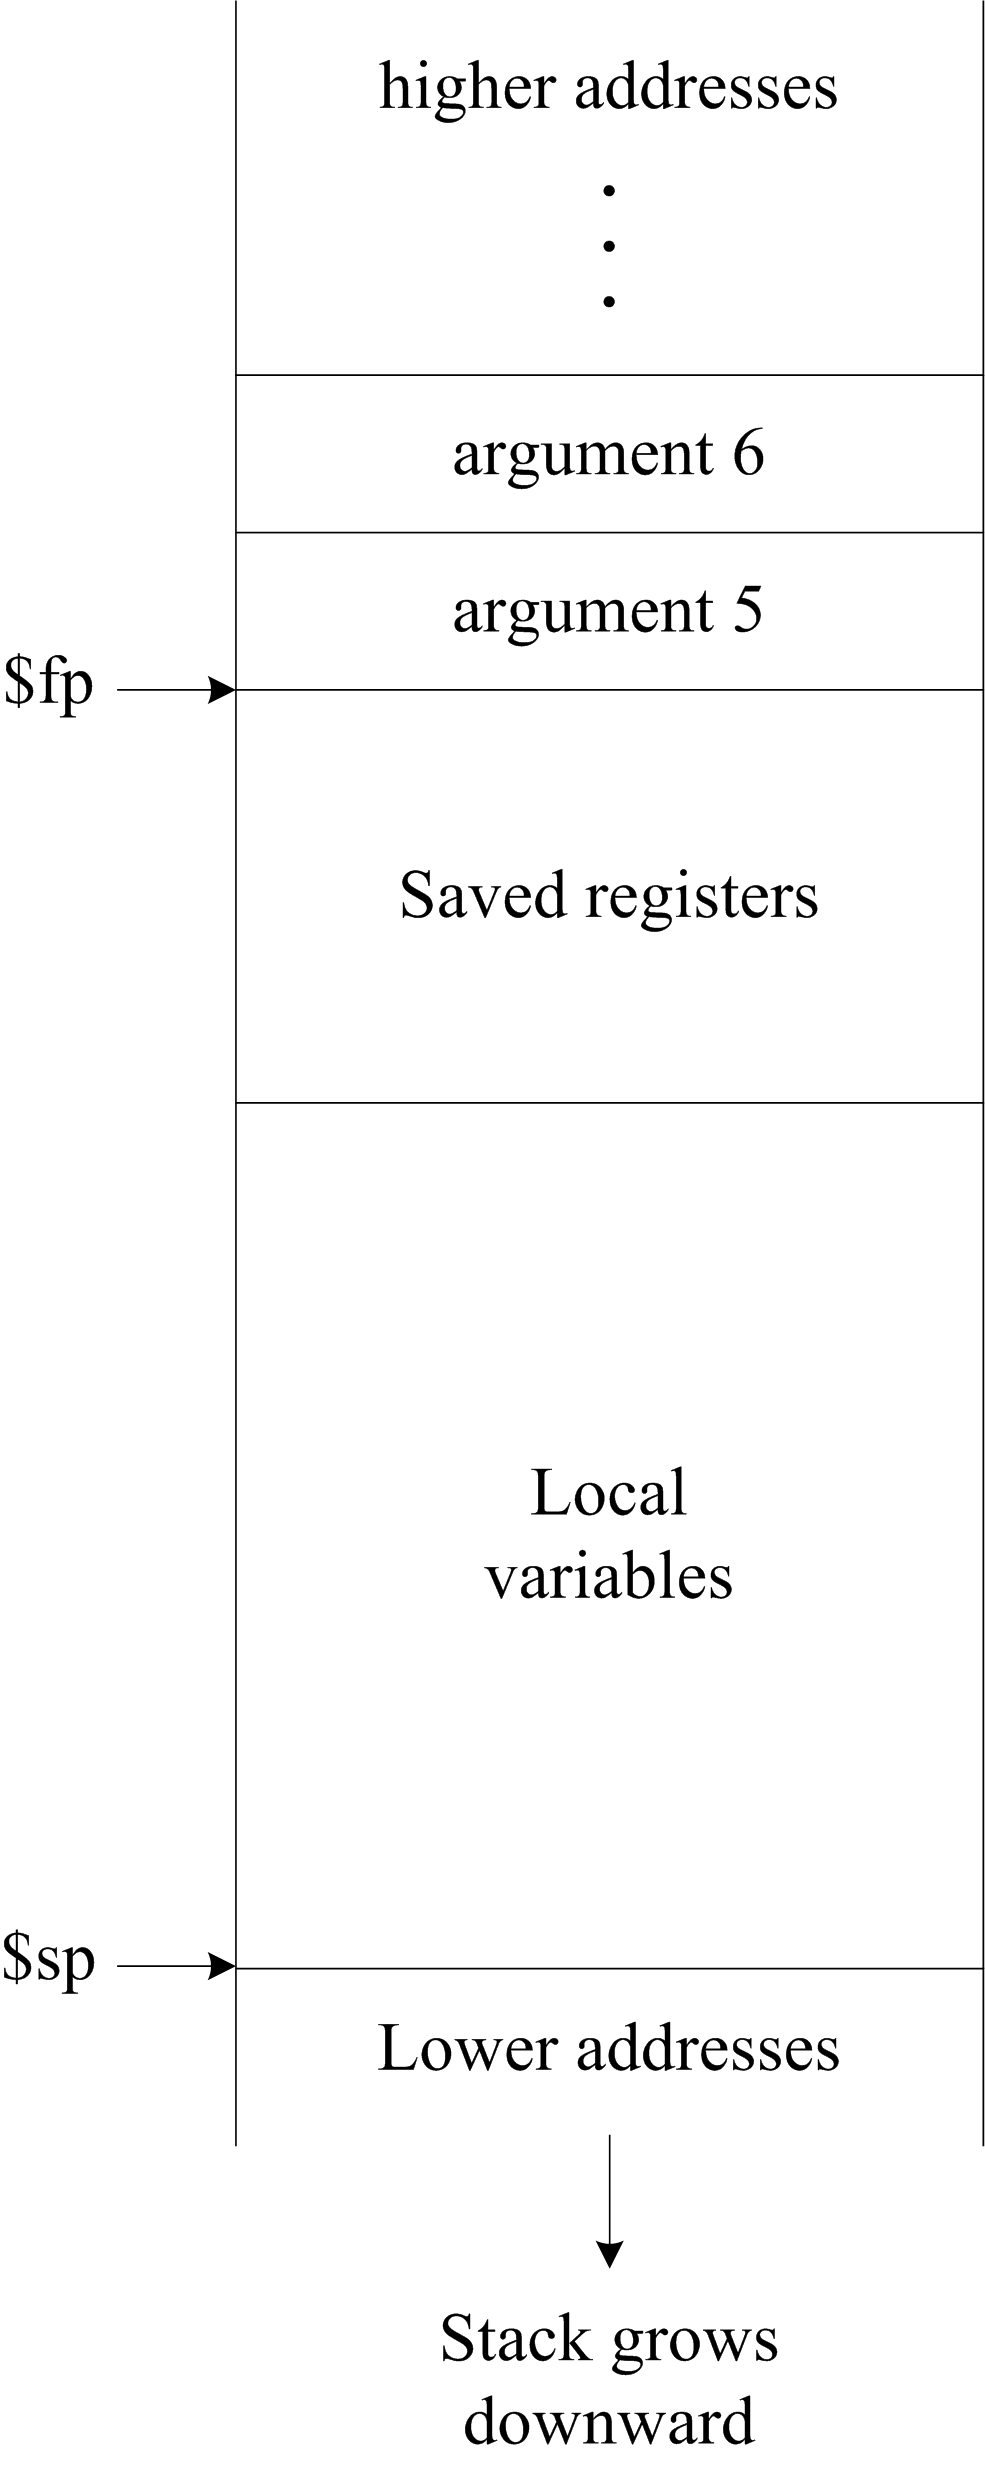 higher addresses
argument 6
argument 5
$fp
Saved registers
Local
variables
$sp
Lower addresses
Stack grows
downward